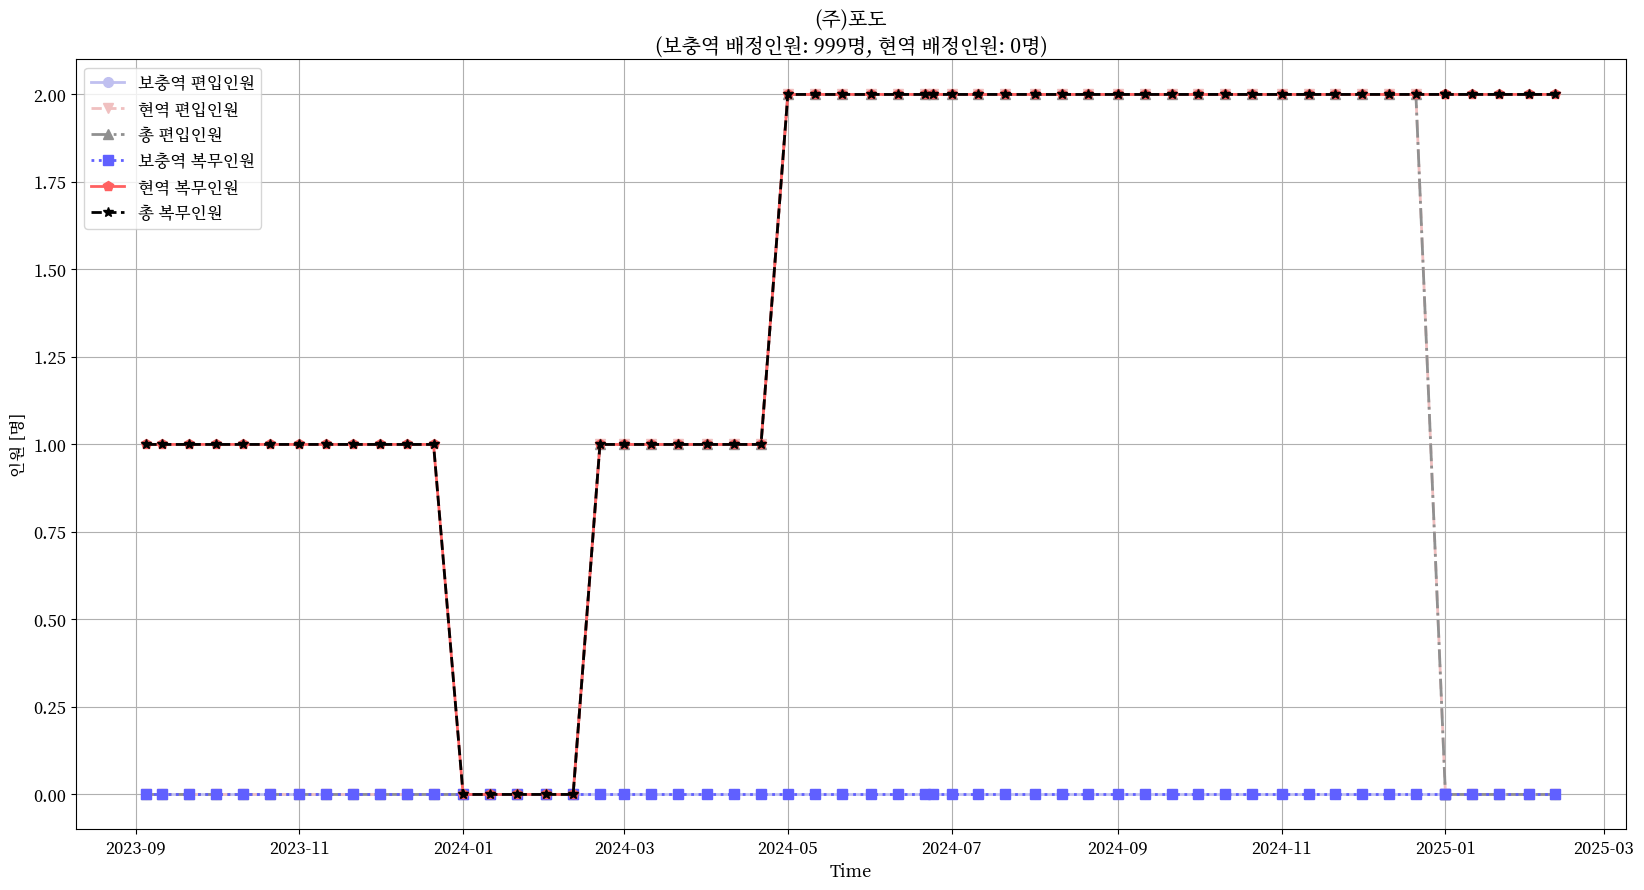 (주)포도
(보충역 배정인원: 999명, 현역 배정인원: 0명)
보충역 편입인원
현역 편입인원
총 편입인원
보충역 복무인원
현역 복무인원
총 복무인원
2.00
1.75
1.50
1.25
1.00
0.75
0.50
0.25
0.00
인원 [명]
2023-09 2023-11 2024-01 2024-03 2024-05 2024-07 2024-09 2024-11 2025-01 2025-03
Time